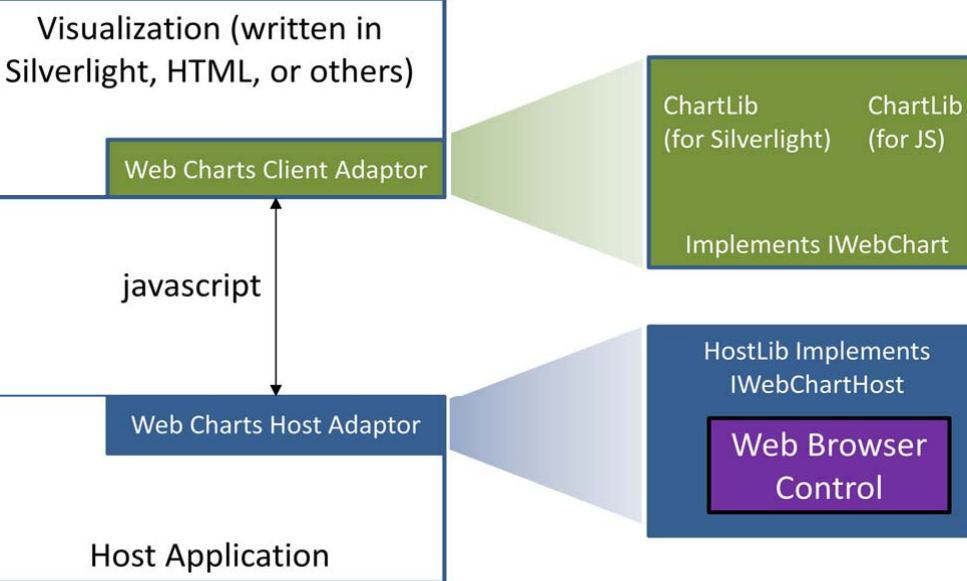 Visualization (written in
Silverlight, HTML, or others)
Web Charts Client Adaptor
javascript
Web Charts Host Adaptor
Host Application
ChartLib
(for Silverlight)
ChartLib
(for JS)
Implements IWebChart
HostLib Implements
IWebChartHost
Web Browser
Control